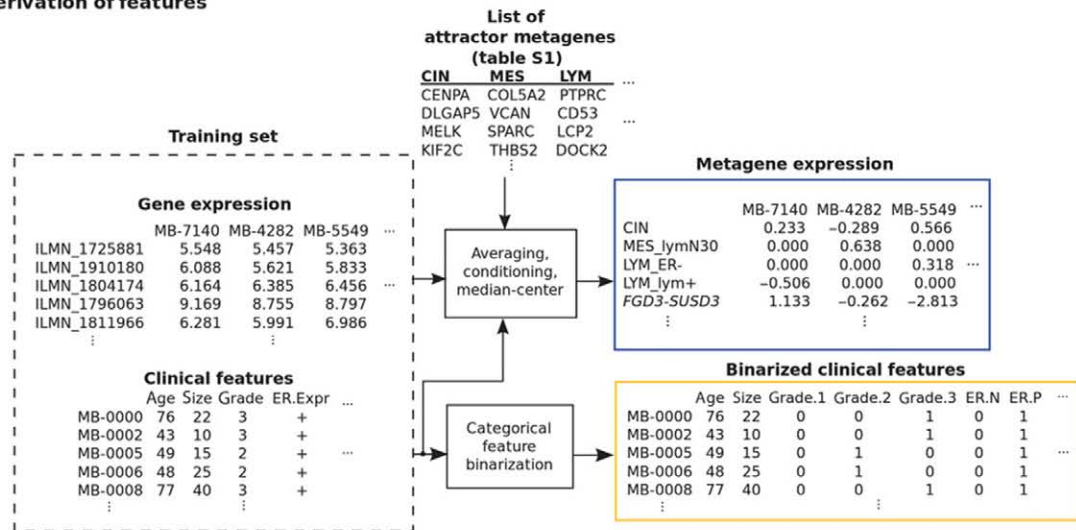 erivation of features
List of
attractor metagenes
(table S1)
CIN MES LYM ...
CENPA COL5A2 PTPRC
DLGAP5 VCAN CD53 ...
MELK SPARC LCP2
KIF2C THBS2 DOCK2
⋮
Training set
Gene expression
MB-7140 MB-4282 MB-5549 ...
ILMN_1725881 5.548 5.457 5.363
ILMN_1910180 6.088 5.621 5.833
ILMN_1804174 6.164 6.385 6.456 ...
ILMN_1796063 9.169 8.755 8.797
ILMN_1811966 6.281 5.991 6.986
⋮ ⋮
Clinical features
Age Size Grade ER.Expr ...
MB-0000 76 22 3 +
MB-0002 43 10 3 +
MB-0005 49 15 2 + ...
MB-0006 48 25 2 +
MB-0008 77 40 3 +
⋮ ⋮
Averaging,
conditioning,
median-center
Categorical
feature
binarization
Metagene expression
MB-7140 MB-4282 MB-5549 ...
CIN 0.233 −0.289 0.566
MES_lymN30 0.000 0.638 0.000
LYM_ER- 0.000 0.000 0.318 ...
LYM_lym+ −0.506 0.000 0.000
FGD3-SUSD3 1.133 −0.262 −2.813
⋮ ⋮
Binarized clinical features
Age Size Grade.1 Grade.2 Grade.3 ER.N ER.P ...
MB-0000 76 22 0 0 1 0 1
MB-0002 43 10 0 0 1 0 1
MB-0005 49 15 0 1 0 0 1 ...
MB-0006 48 25 0 1 0 0 1
MB-0008 77 40 0 0 1 0 1
⋮ ⋮